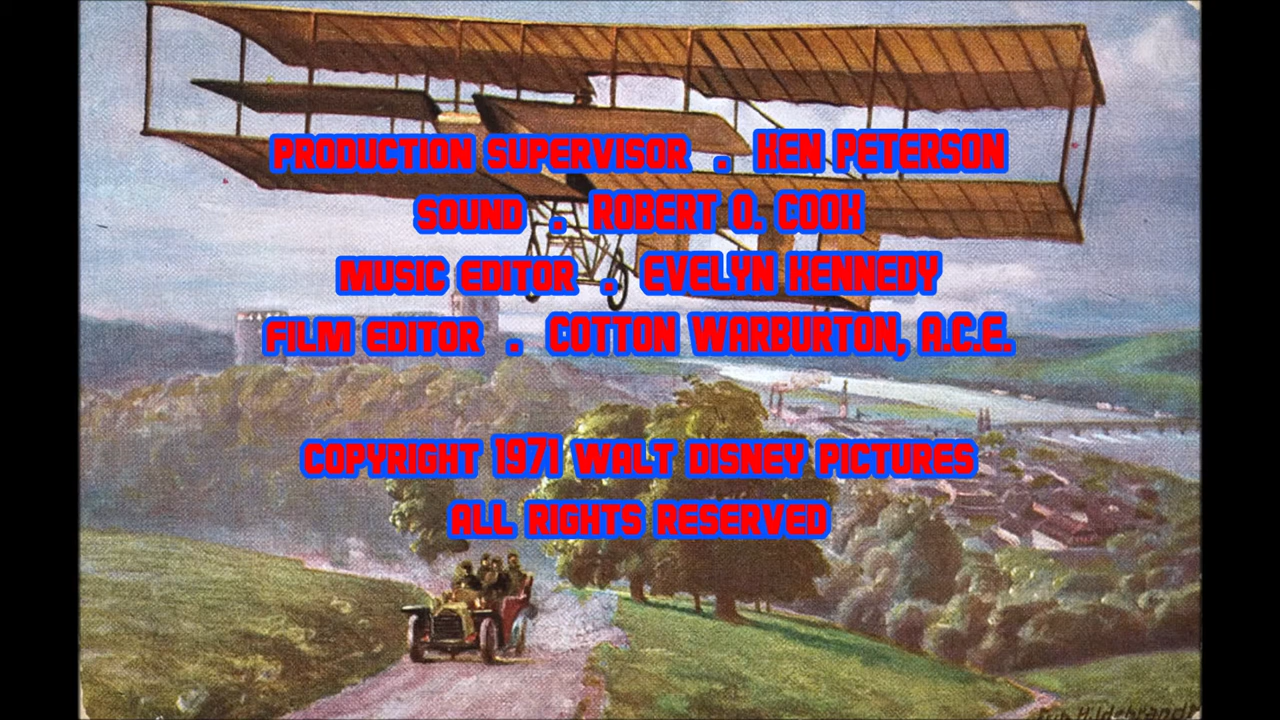 PRODUCTION SUPERVISOR . KEN PETERSON
SOUND . ROBERT O. COOK
MUSIC EDITOR . EVELYN KENNEDY
FILM EDITOR . COTTON WARBURTON, A.C.E.
COPYRIGHT 1971 WALT DISNEY PICTURES
ALL RIGHTS RESERVED
Hildebrandt